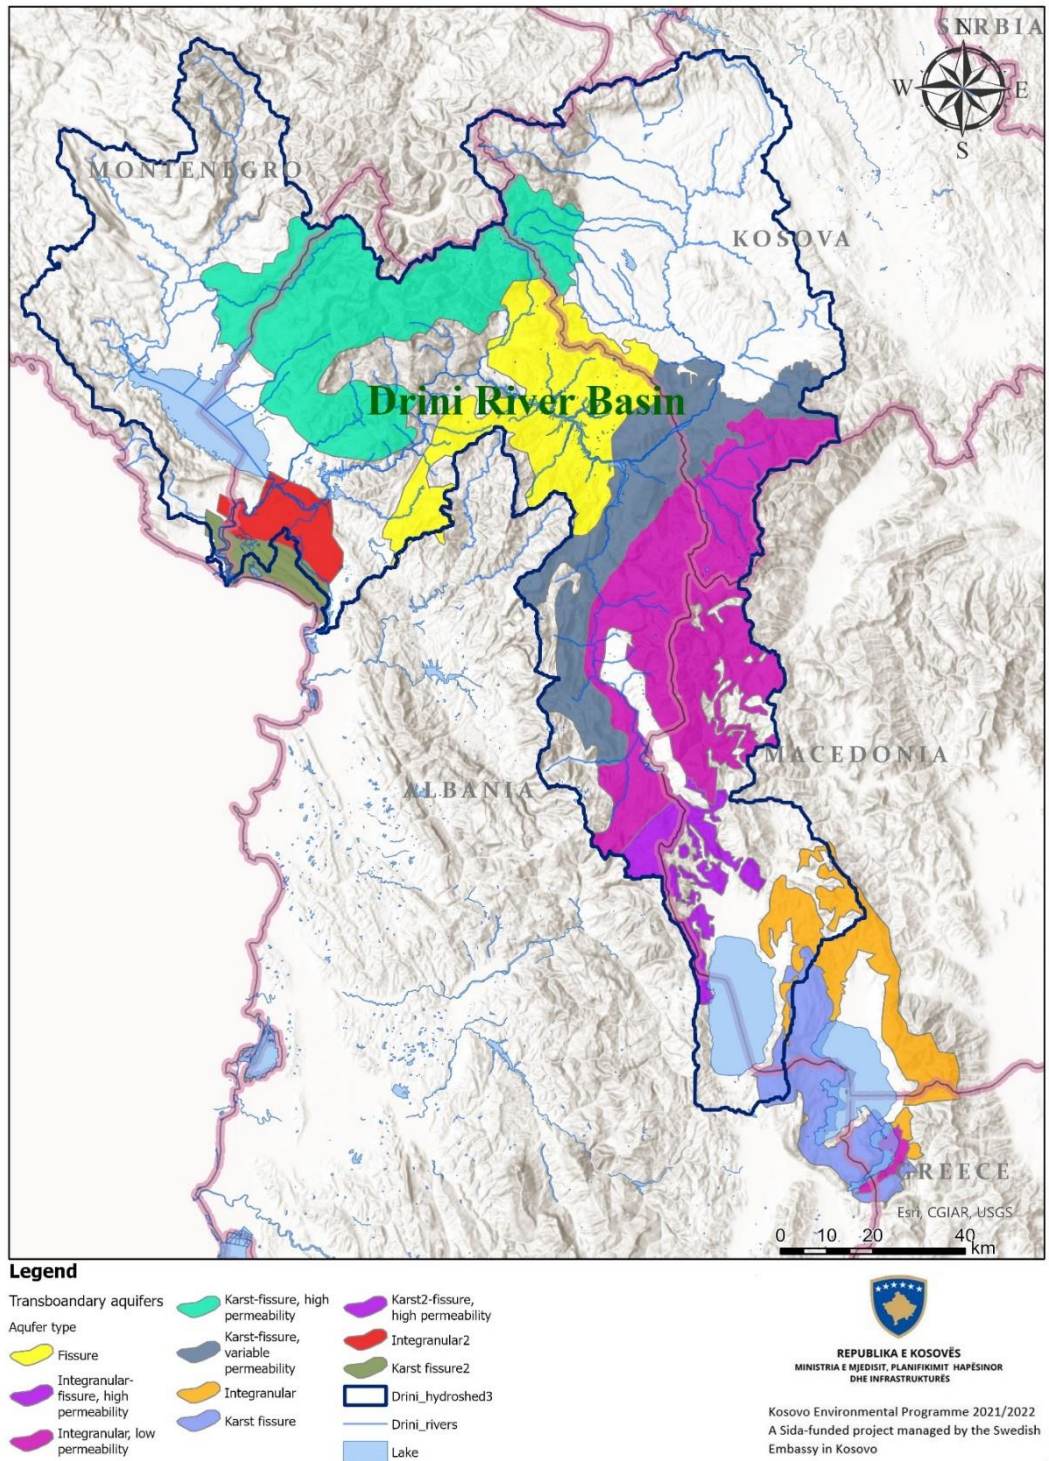 SERBIA
N
W E
S
MONTENEGRO
KOSOVA
Drini River Basin
MACEDONIA
ALBANIA
GREECE
Esri, CGIAR, USGS
0 10 20 40
km
Legend
Transboandary aquifers
Aqufer type
Fissure
Integranular-
fissure, high
permeability
Integranular, low
permeability
Karst-fissure, high
permeability
Karst-fissure,
variable
permeability
Integranular
Karst fissure
Karst2-fissure,
high permeability
Integranular2
Karst fissure2
Drini_hydroshed3
Drini_rivers
Lake
REPUBLIKA E KOSOVËS
MINISTRIA E MJEDISIT, PLANIFIKIMIT HAPËSINOR
DHE INFRASTRUKTURËS
Kosovo Environmental Programme 2021/2022
A Sida-funded project managed by the Swedish
Embassy in Kosovo